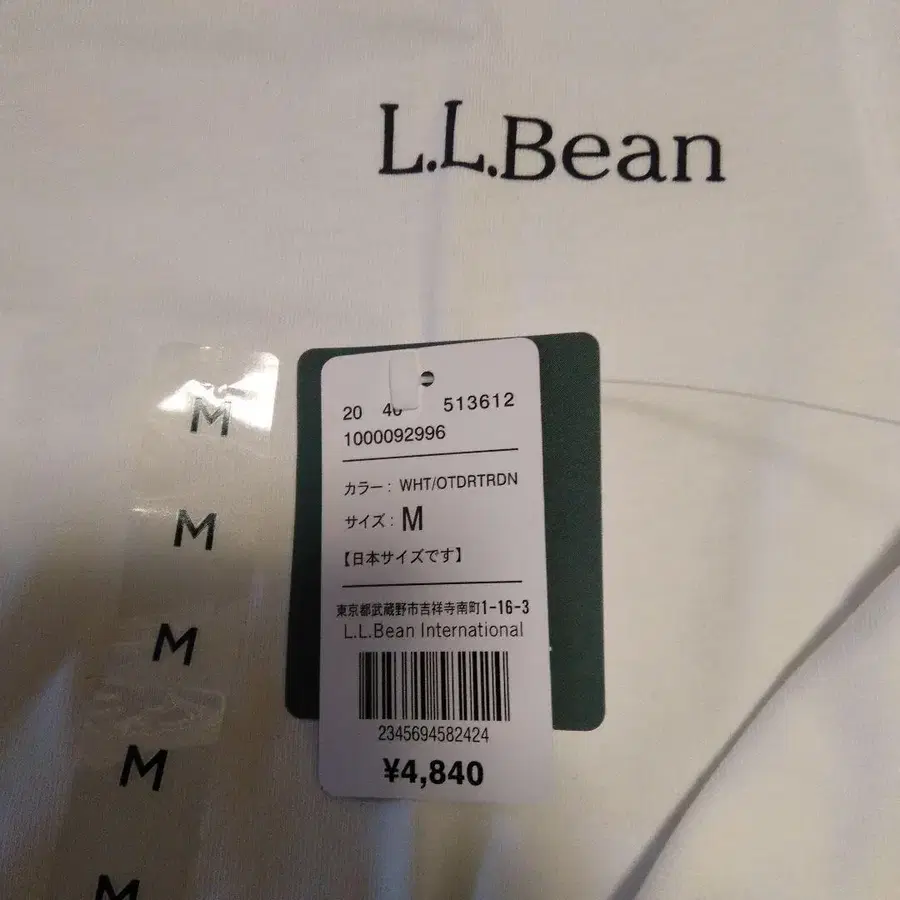 L.L.Bean
M
M
M
M
M
20 513612
1000092996
カラー: WHT/OTDRTRDN
サイズ: M
【日本サイズです】
東京都武蔵野市吉祥寺南町1-16-3
L.L.Bean International
2345694582424
¥4,840